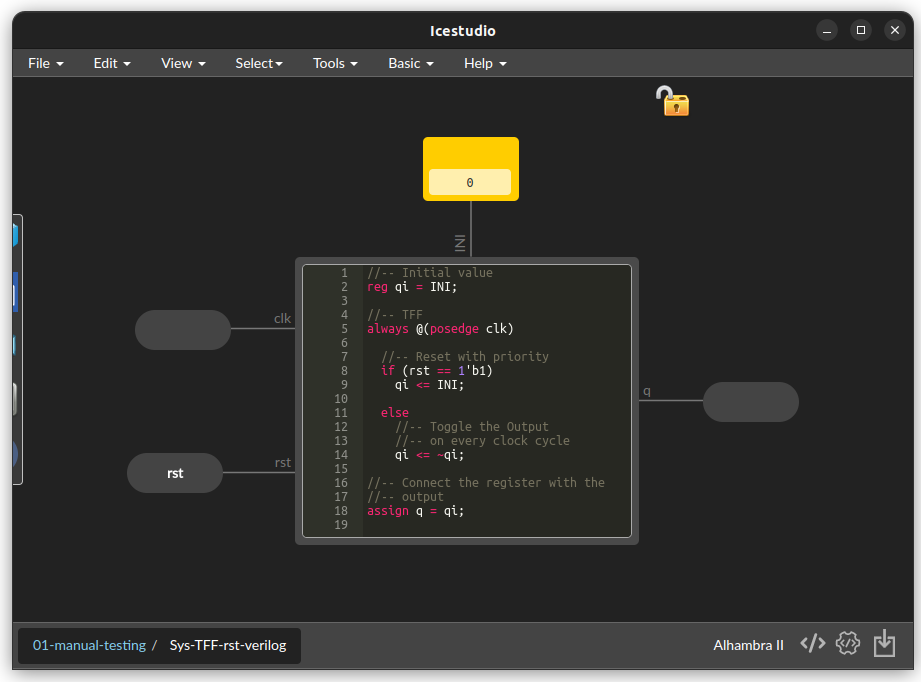 Icestudio
File Edit View Select Tools Basic Help
0
INI
1 //-- Initial value
2 reg qi = INI;
3
4 //-- TFF
5 always @(posedge clk)
6
7 //-- Reset with priority
8 if (rst == 1'b1)
9 qi <= INI;
10
11 else
12 //-- Toggle the Output
13 //-- on every clock cycle
14 qi <= ~qi;
15
16 //-- Connect the register with the
17 //-- output
18 assign q = qi;
19
clk
rst
rst
q
01-manual-testing / Sys-TFF-rst-verilog
Alhambra II </>